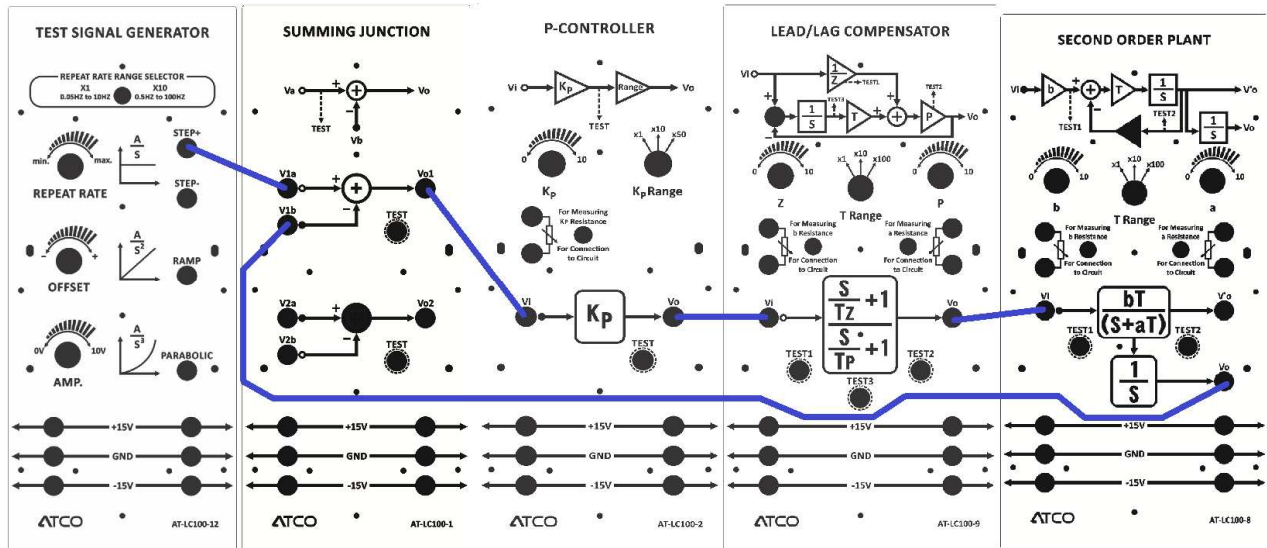 TEST SIGNAL GENERATOR
REPEAT RATE RANGE SELECTOR
X1
0.05HZ to 10HZ
X10
0.5HZ to 100HZ
STEP+
min.
max.
A
S
REPEAT RATE
STEP-
-
+
A
S²
OFFSET
RAMP
0V
10V
A
S³
AMP.
PARABOLIC
+15V
GND
-15V
ATCO
AT-LC100-12
SUMMING JUNCTION
Va
+
+
Vo
TEST
-
Vb
V1a
+
+
Vo1
V1b
-
TEST
V2a
+
Vo2
V2b
-
TEST
+15V
GND
-15V
ATCO
AT-LC100-1
P-CONTROLLER
Vi
KP
Range
Vo
TEST
0
10
KP
x1
x10
x50
KP Range
For Measuring
KP Resistance
For Connection
to Circuit
Vi
KP
Vo
TEST
+15V
GND
-15V
ATCO
AT-LC100-2
LEAD/LAG COMPENSATOR
Vi
1
Z
TEST1
TEST3
TEST2
+
+
-
1
S
T
+
+
P
Vo
0
10
Z
x1
x10
x100
T Range
0
10
P
For Measuring
b Resistance
For Connection
to Circuit
For Measuring
a Resistance
For Connection
to Circuit
Vi
S
TZ
+1
S
TP
+1
Vo
TEST1
TEST2
TEST3
+15V
GND
-15V
ATCO
AT-LC100-9
SECOND ORDER PLANT
Vi
b
+
+
-
T
1
S
V'o
TEST1
TEST2
1
S
Vo
0
10
b
x1
x10
x100
T Range
0
10
a
For Measuring
b Resistance
For Connection
to Circuit
For Measuring
a Resistance
For Connection
to Circuit
Vi
bT
(S+aT)
V'o
TEST1
TEST2
1
S
Vo
+15V
GND
-15V
ATCO
AT-LC100-8